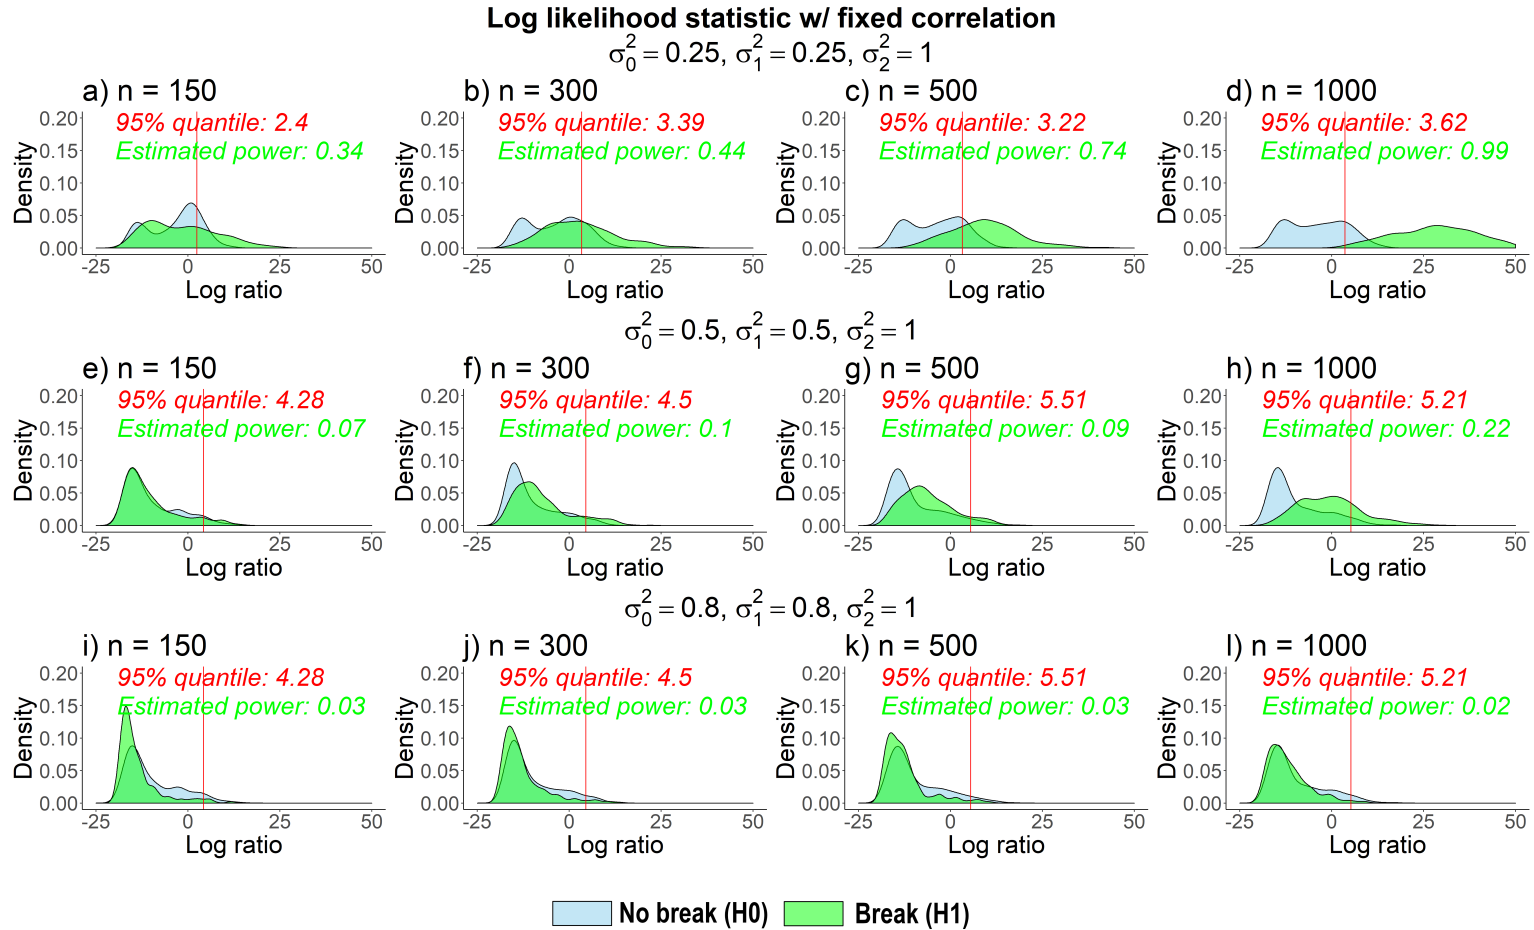 Log likelihood statistic w/ fixed correlation
σ₀² = 0.25, σ₁² = 0.25, σ₂² = 1
a) n = 150 b) n = 300 c) n = 500 d) n = 1000
95% quantile: 2.4 95% quantile: 3.39 95% quantile: 3.22 95% quantile: 3.62
Estimated power: 0.34 Estimated power: 0.44 Estimated power: 0.74 Estimated power: 0.99
Density Density Density Density
0.20 0.20 0.20 0.20
0.15 0.15 0.15 0.15
0.10 0.10 0.10 0.10
0.05 0.05 0.05 0.05
0.00 0.00 0.00 0.00
-25 0 25 50 -25 0 25 50 -25 0 25 50 -25 0 25 50
Log ratio Log ratio Log ratio Log ratio
σ₀² = 0.5, σ₁² = 0.5, σ₂² = 1
e) n = 150 f) n = 300 g) n = 500 h) n = 1000
95% quantile: 4.28 95% quantile: 4.5 95% quantile: 5.51 95% quantile: 5.21
Estimated power: 0.07 Estimated power: 0.1 Estimated power: 0.09 Estimated power: 0.22
Density Density Density Density
0.20 0.20 0.20 0.20
0.15 0.15 0.15 0.15
0.10 0.10 0.10 0.10
0.05 0.05 0.05 0.05
0.00 0.00 0.00 0.00
-25 0 25 50 -25 0 25 50 -25 0 25 50 -25 0 25 50
Log ratio Log ratio Log ratio Log ratio
σ₀² = 0.8, σ₁² = 0.8, σ₂² = 1
i) n = 150 j) n = 300 k) n = 500 l) n = 1000
95% quantile: 4.28 95% quantile: 4.5 95% quantile: 5.51 95% quantile: 5.21
Estimated power: 0.03 Estimated power: 0.03 Estimated power: 0.03 Estimated power: 0.02
Density Density Density Density
0.20 0.20 0.20 0.20
0.15 0.15 0.15 0.15
0.10 0.10 0.10 0.10
0.05 0.05 0.05 0.05
0.00 0.00 0.00 0.00
-25 0 25 50 -25 0 25 50 -25 0 25 50 -25 0 25 50
Log ratio Log ratio Log ratio Log ratio
No break (H0) Break (H1)